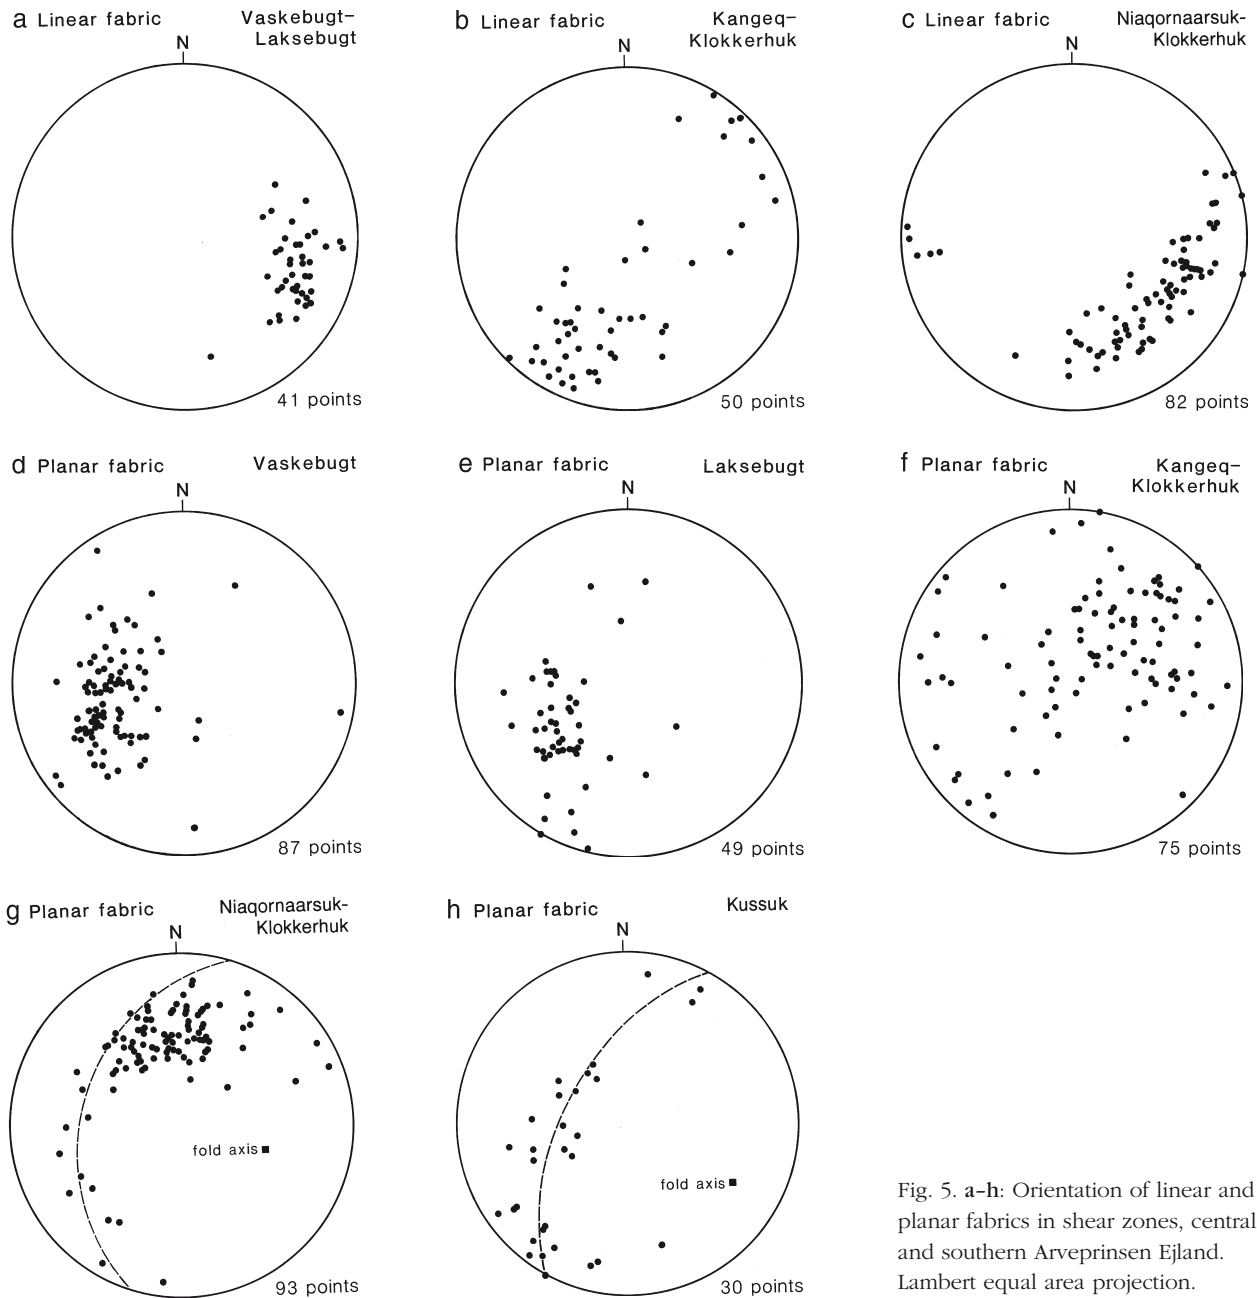 a Linear fabric Vaskebugt–
Laksebugt
N
41 points
b Linear fabric Kangeq–
Klokkerhuk
N
50 points
c Linear fabric Niaqornaarsuk-
Klokkerhuk
N
82 points
d Planar fabric Vaskebugt
N
87 points
e Planar fabric Laksebugt
N
49 points
f Planar fabric Kangeq–
Klokkerhuk
N
75 points
g Planar fabric Niaqornaarsuk-
Klokkerhuk
N
fold axis
93 points
h Planar fabric Kussuk
N
fold axis
30 points
Fig. 5. a–h: Orientation of linear and
planar fabrics in shear zones, central
and southern Arveprinsen Ejland.
Lambert equal area projection.